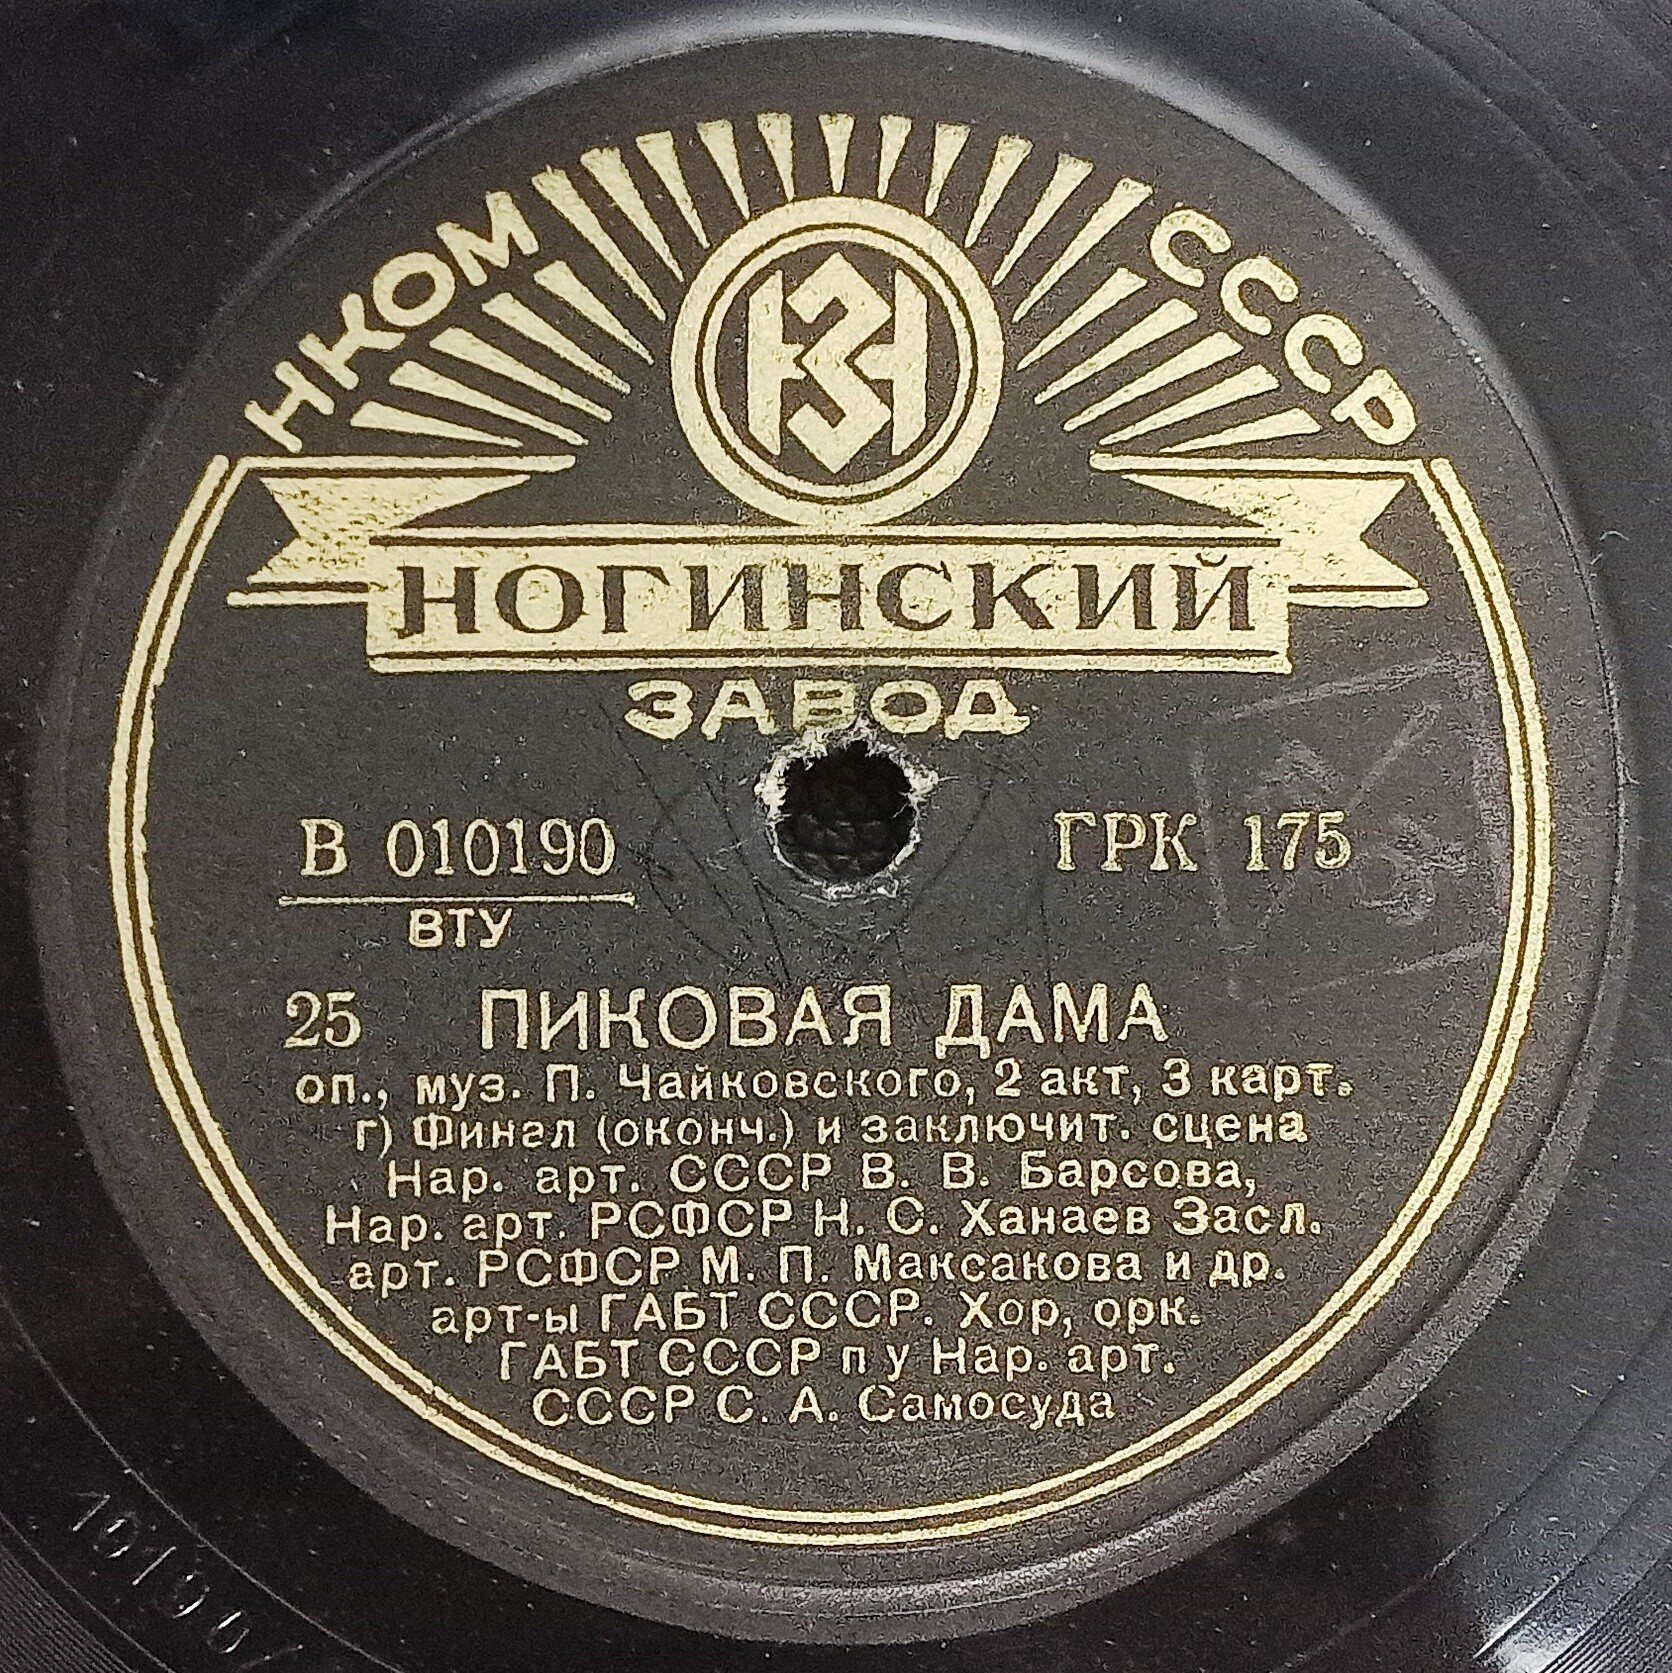 НКОМ СССР
НЗ
НОГИНСКИЙ
ЗАВОД
В 010190 ГРК 175
ВТУ
25 ПИКОВАЯ ДАМА
оп., муз. П. Чайковского, 2 акт, 3 карт.
г) Финал (оконч.) и заключит. сцена
Нар. арт. СССР В. В. Барсова,
Нар. арт. РСФСР Н. С. Ханаев Засл.
арт. РСФСР М. П. Максакова и др.
арт-ы ГАБТ СССР. Хор, орк.
ГАБТ СССР п у Нар. арт.
СССР С. А. Самосуда